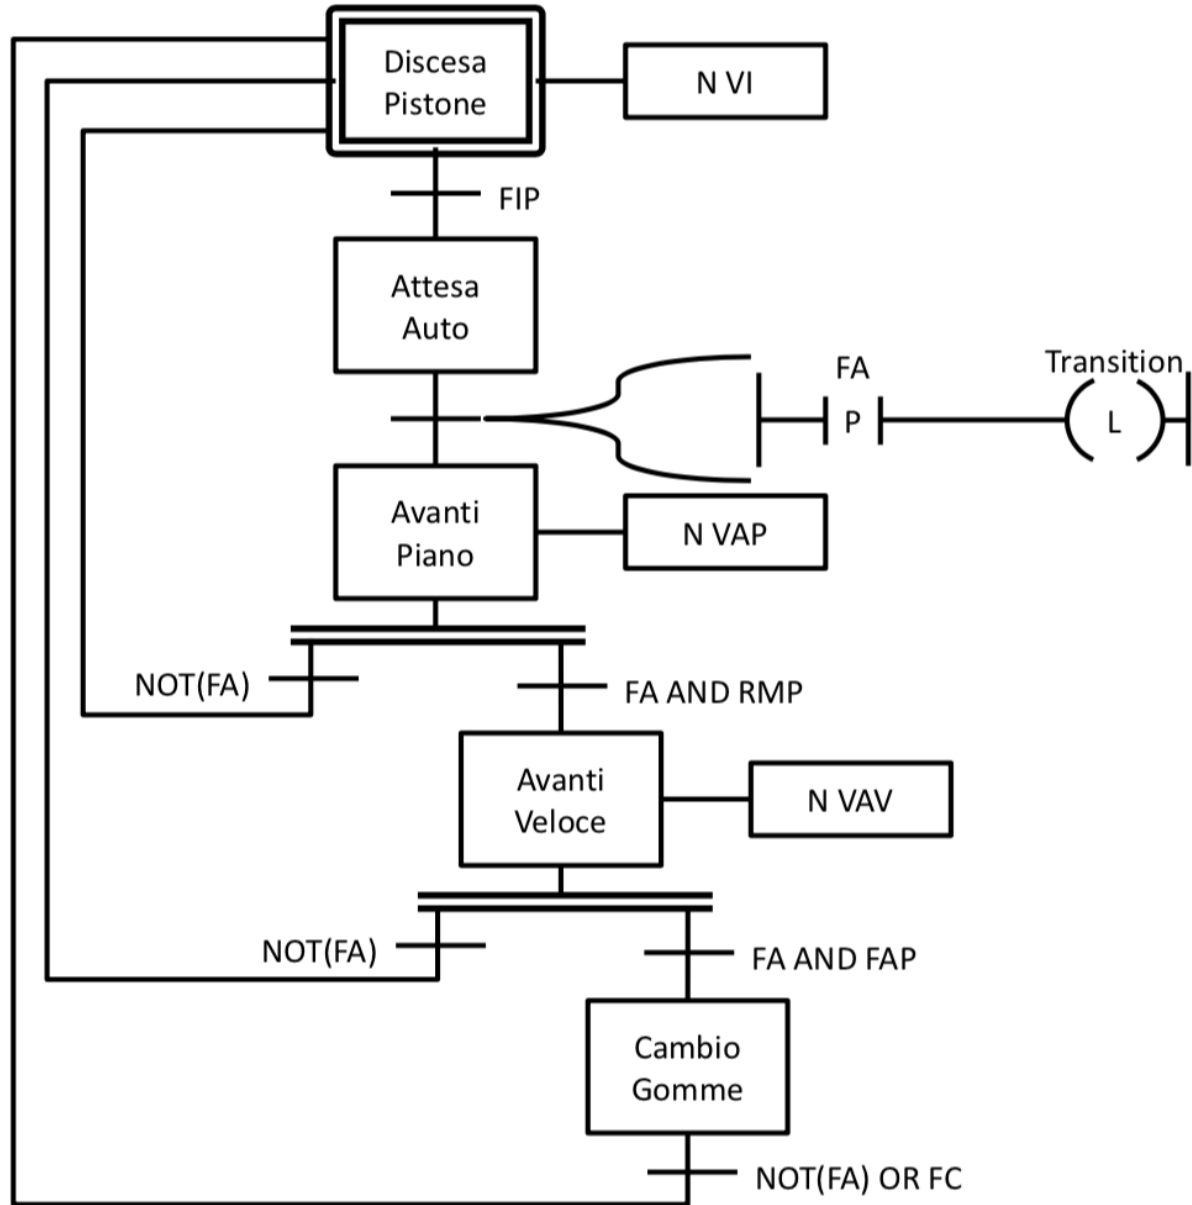 Discesa
Pistone
N VI
FIP
Attesa
Auto
FA
Transition
P
L
Avanti
Piano
N VAP
NOT(FA)
FA AND RMP
Avanti
Veloce
N VAV
NOT(FA)
FA AND FAP
Cambio
Gomme
NOT(FA) OR FC